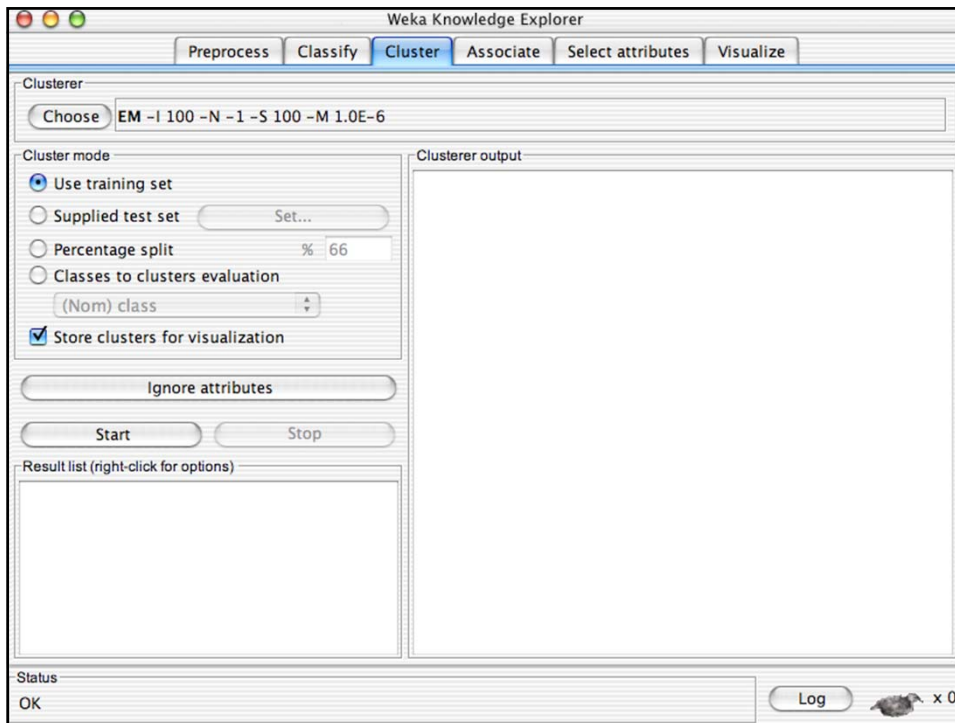 Weka Knowledge Explorer
Preprocess Classify Cluster Associate Select attributes Visualize
Clusterer
Choose EM -I 100 -N -1 -S 100 -M 1.0E-6
Cluster mode
Use training set
Supplied test set Set...
Percentage split % 66
Classes to clusters evaluation
(Nom) class
Store clusters for visualization
Ignore attributes
Start Stop
Result list (right-click for options)
Clusterer output
Status
OK
Log x 0